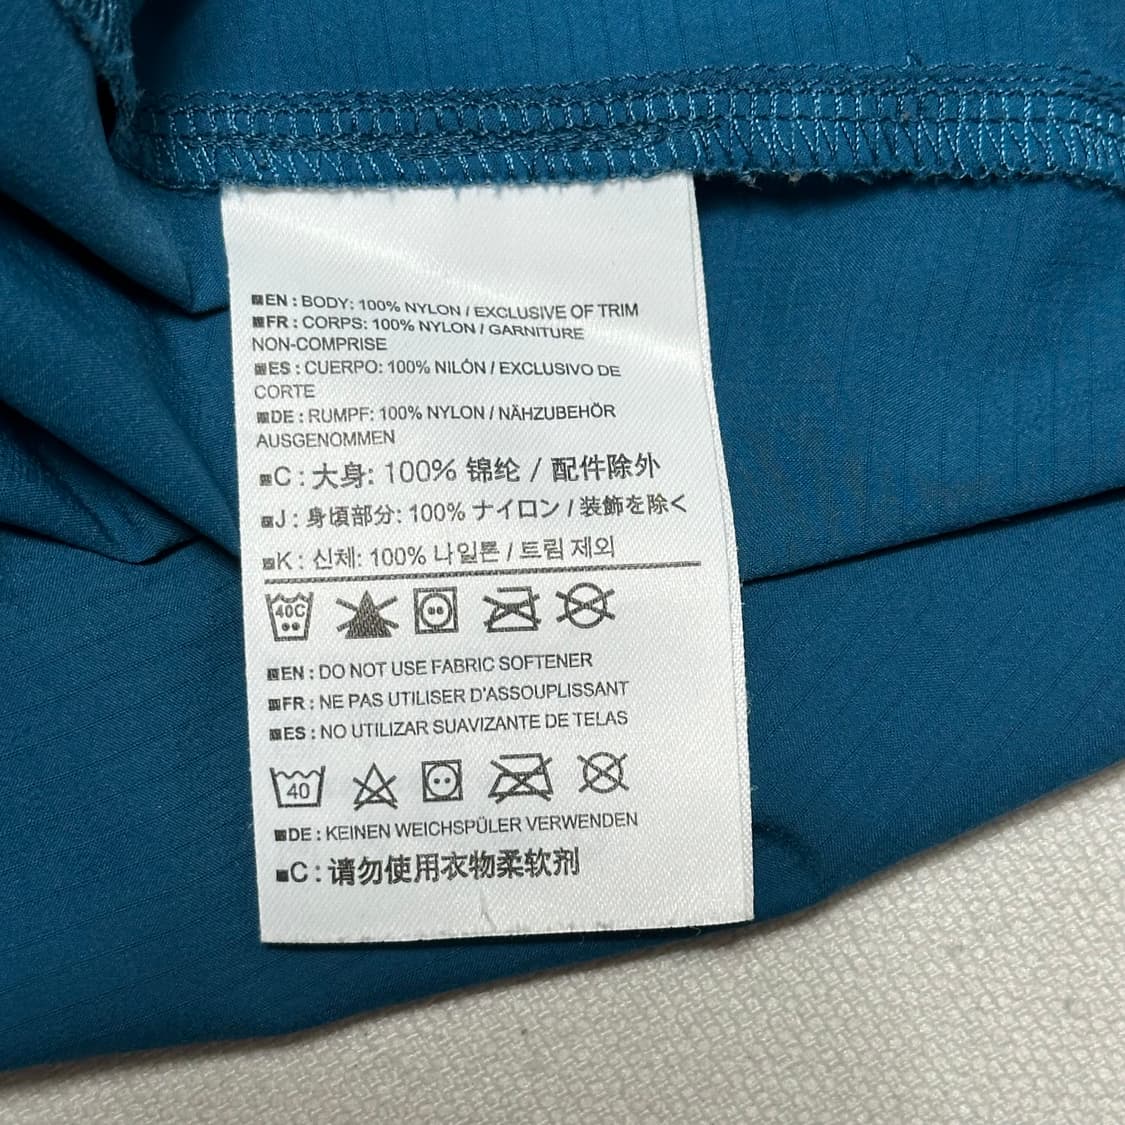 EN : BODY: 100% NYLON / EXCLUSIVE OF TRIM
FR : CORPS: 100% NYLON / GARNITURE
NON-COMPRISE
ES : CUERPO: 100% NILÓN / EXCLUSIVO DE
CORTE
DE : RUMPF: 100% NYLON / NÄHZUBEHÖR
AUSGENOMMEN
C : 大身: 100% 锦纶 / 配件除外
J : 身頃部分: 100% ナイロン / 装飾を除く
K : 신체: 100% 나일론 / 트림 제외
40C
EN : DO NOT USE FABRIC SOFTENER
FR : NE PAS UTILISER D'ASSOUPLISSANT
ES : NO UTILIZAR SUAVIZANTE DE TELAS
40
DE : KEINEN WEICHSPÜLER VERWENDEN
C : 请勿使用衣物柔软剂